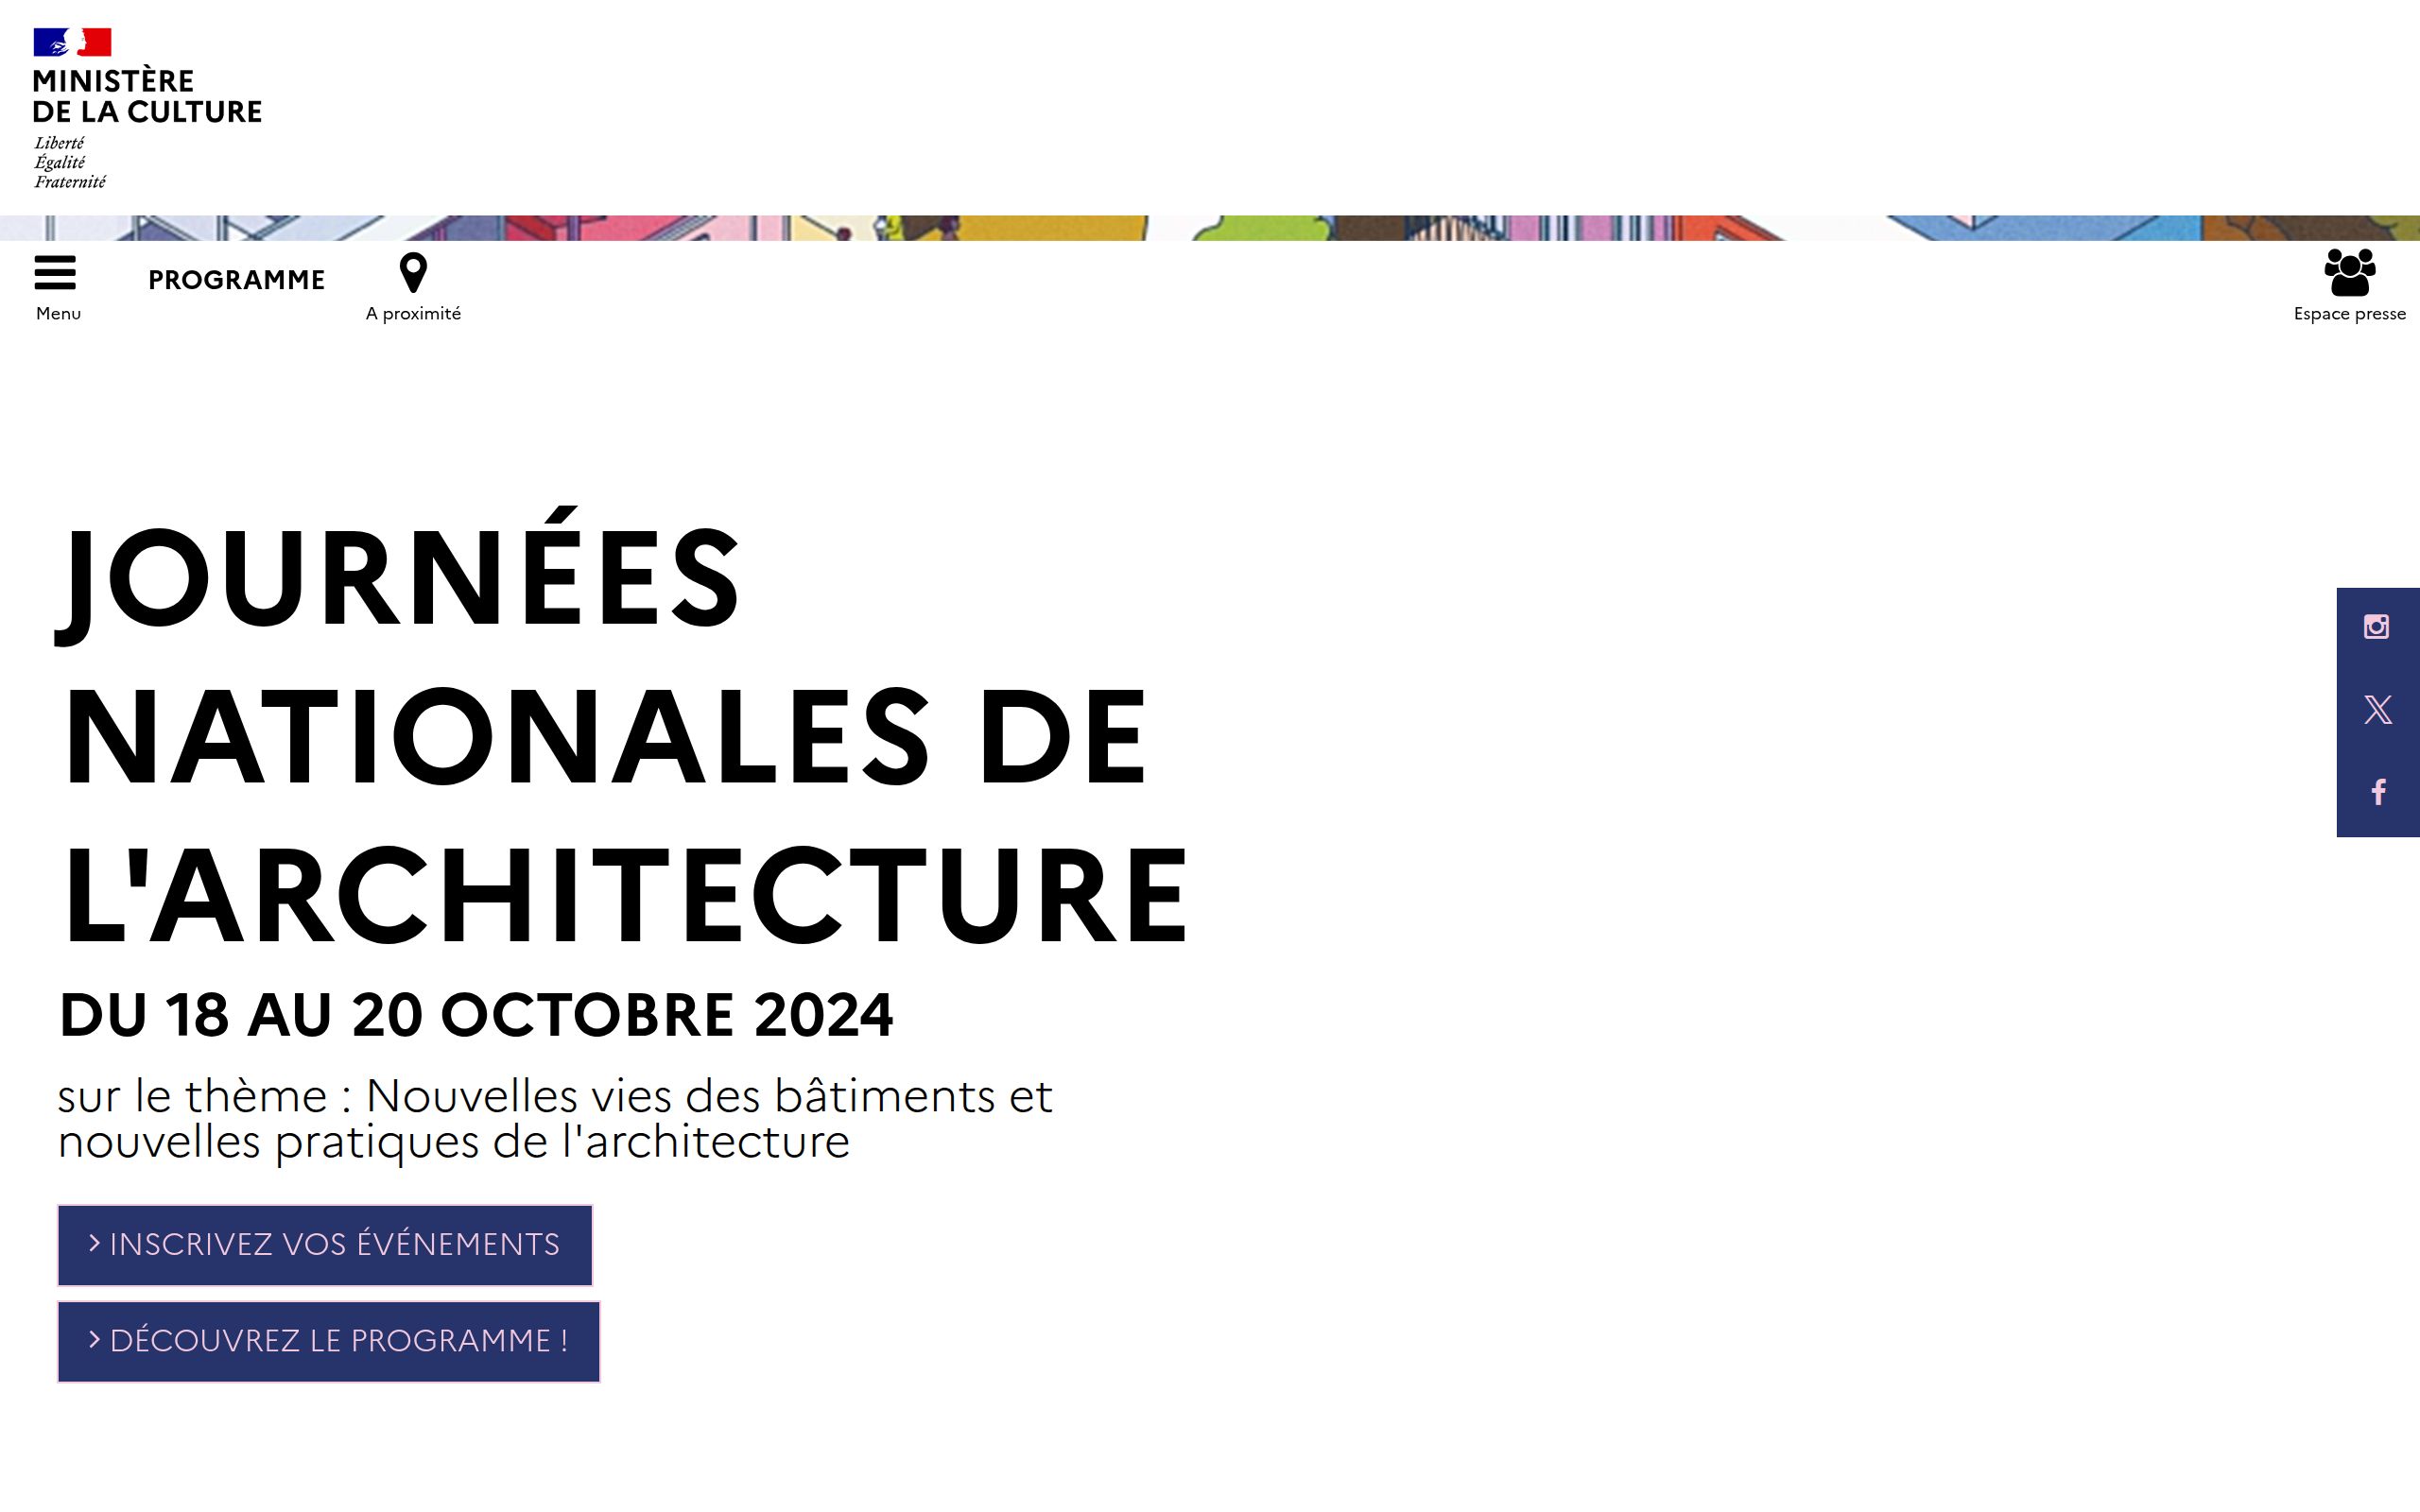 MINISTÈRE
DE LA CULTURE
Liberté
Égalité
Fraternité
Menu
PROGRAMME
A proximité
Espace presse
JOURNÉES
NATIONALES DE
L'ARCHITECTURE
DU 18 AU 20 OCTOBRE 2024
sur le thème : Nouvelles vies des bâtiments et
nouvelles pratiques de l'architecture
> INSCRIVEZ VOS ÉVÉNEMENTS
> DÉCOUVREZ LE PROGRAMME !